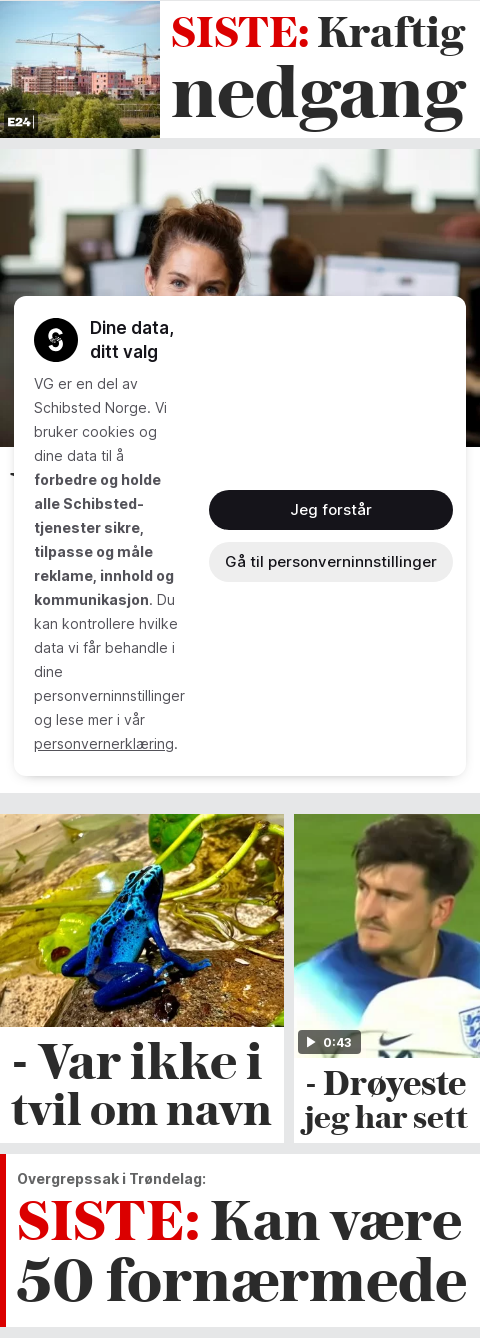 SISTE: Kraftig
nedgang
E24
Dine data,
ditt valg
VG er en del av
Schibsted Norge. Vi
bruker cookies og
dine data til å
forbedre og holde
alle Schibsted-
tjenester sikre,
tilpasse og måle
reklame, innhold og
kommunikasjon. Du
kan kontrollere hvilke
data vi får behandle i
dine
personverninnstillinger
og lese mer i vår
personvernerklæring.
Jeg forstår
Gå til personverninnstillinger
- Var ikke i
tvil om navn
0:43
- Drøyeste
jeg har sett
Overgrepssak i Trøndelag:
SISTE: Kan være
50 fornærmede